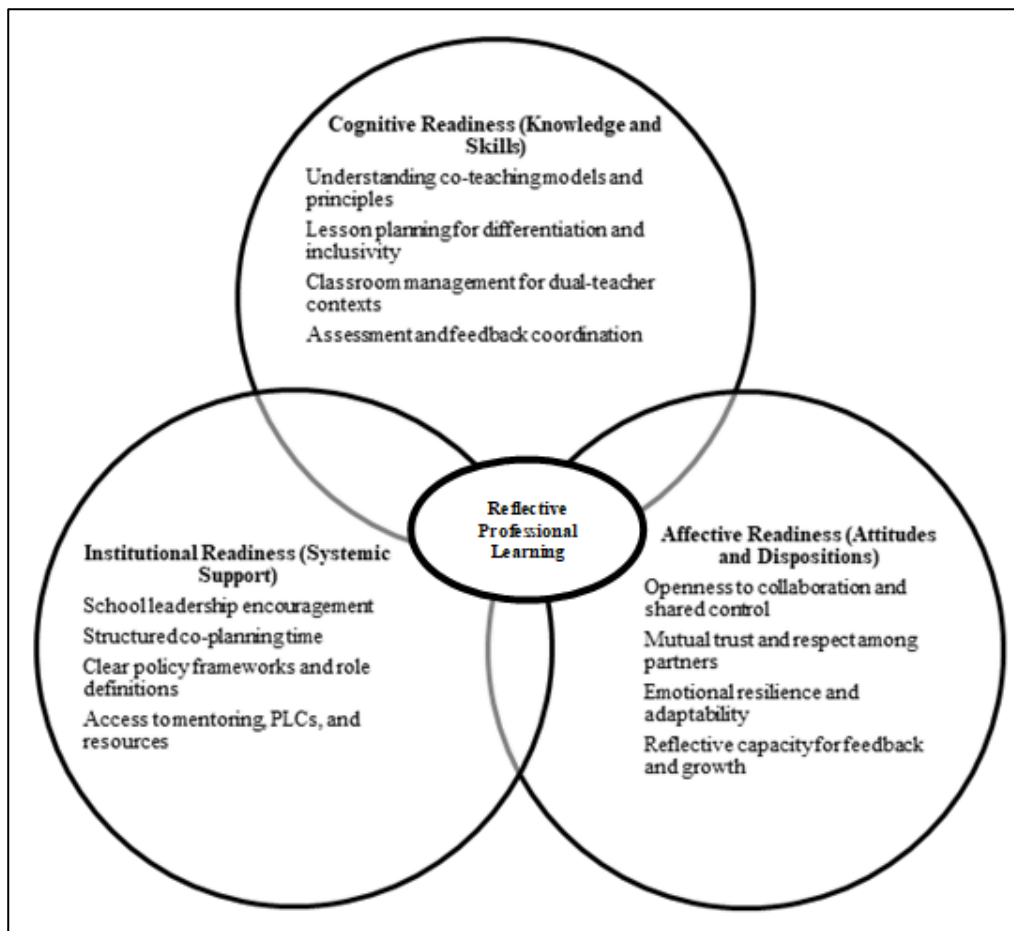 Cognitive Readiness (Knowledge and
Skills)
Understanding co-teaching models and
principles
Lesson planning for differentiation and
inclusivity
Classroom management for dual-teacher
contexts
Assessment and feedback coordination
Reflective
Professional
Learning
Institutional Readiness (Systemic
Support)
School leadership encouragement
Structured co-planning time
Clear policy frameworks and role
definitions
Access to mentoring, PLCs, and
resources
Affective Readiness (Attitudes and
Dispositions)
Openness to collaboration and
shared control
Mutual trust and respect among
partners
Emotional resilience and
adaptability
Reflective capacity for feedback
and growth